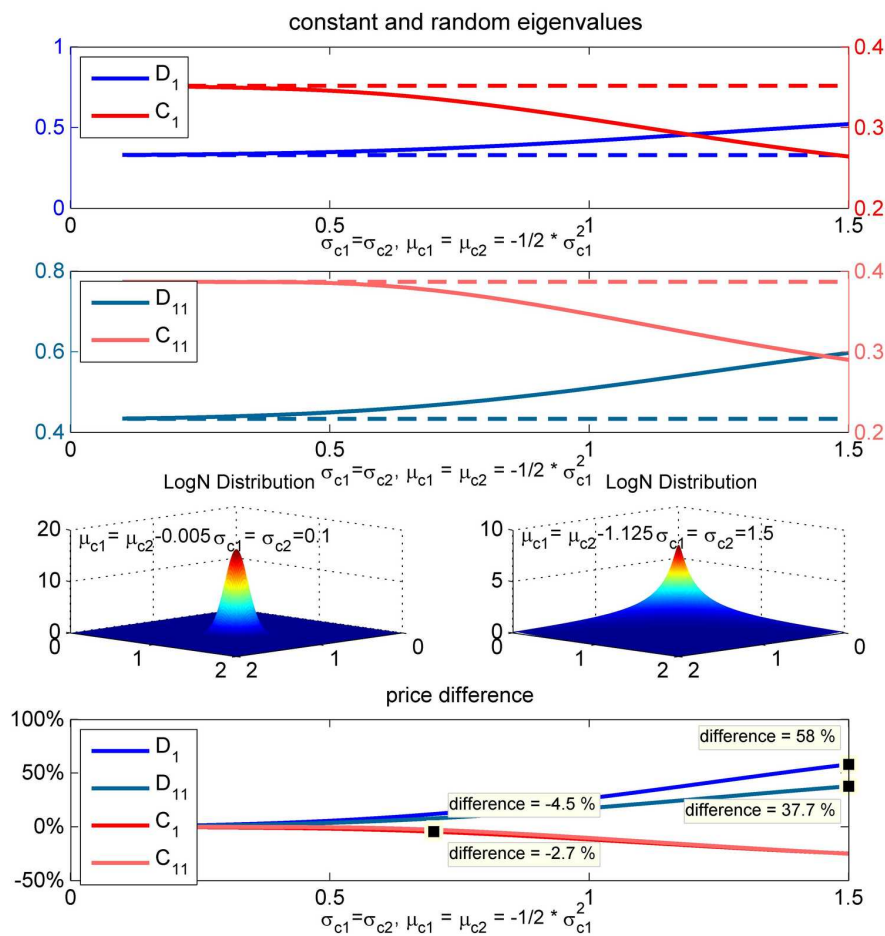 constant and random eigenvalues
1
0.5
0
D₁
C₁
0.4
0.3
0.2
0 0.5 1 1.5
σc1=σc2, μc1 = μc2 = -1/2 * σ²c1
0.8
0.6
0.4
D₁₁
C₁₁
0.4
0.3
0.2
0 0.5 1 1.5
σc1=σc2, μc1 = μc2 = -1/2 * σ²c1
LogN Distribution
20
10
0
μc1= μc2-0.005σc1= σc2=0.1
0 1 2 2 1 0
LogN Distribution
10
5
0
μc1= μc2-1.125σc1= σc2=1.5
0 1 2 2 1 0
price difference
100%
50%
0%
-50%
D₁
D₁₁
C₁
C₁₁
difference = 58 %
difference = -4.5 %
difference = 37.7 %
difference = -2.7 %
0 0.5 1 1.5
σc1=σc2, μc1 = μc2 = -1/2 * σ²c1